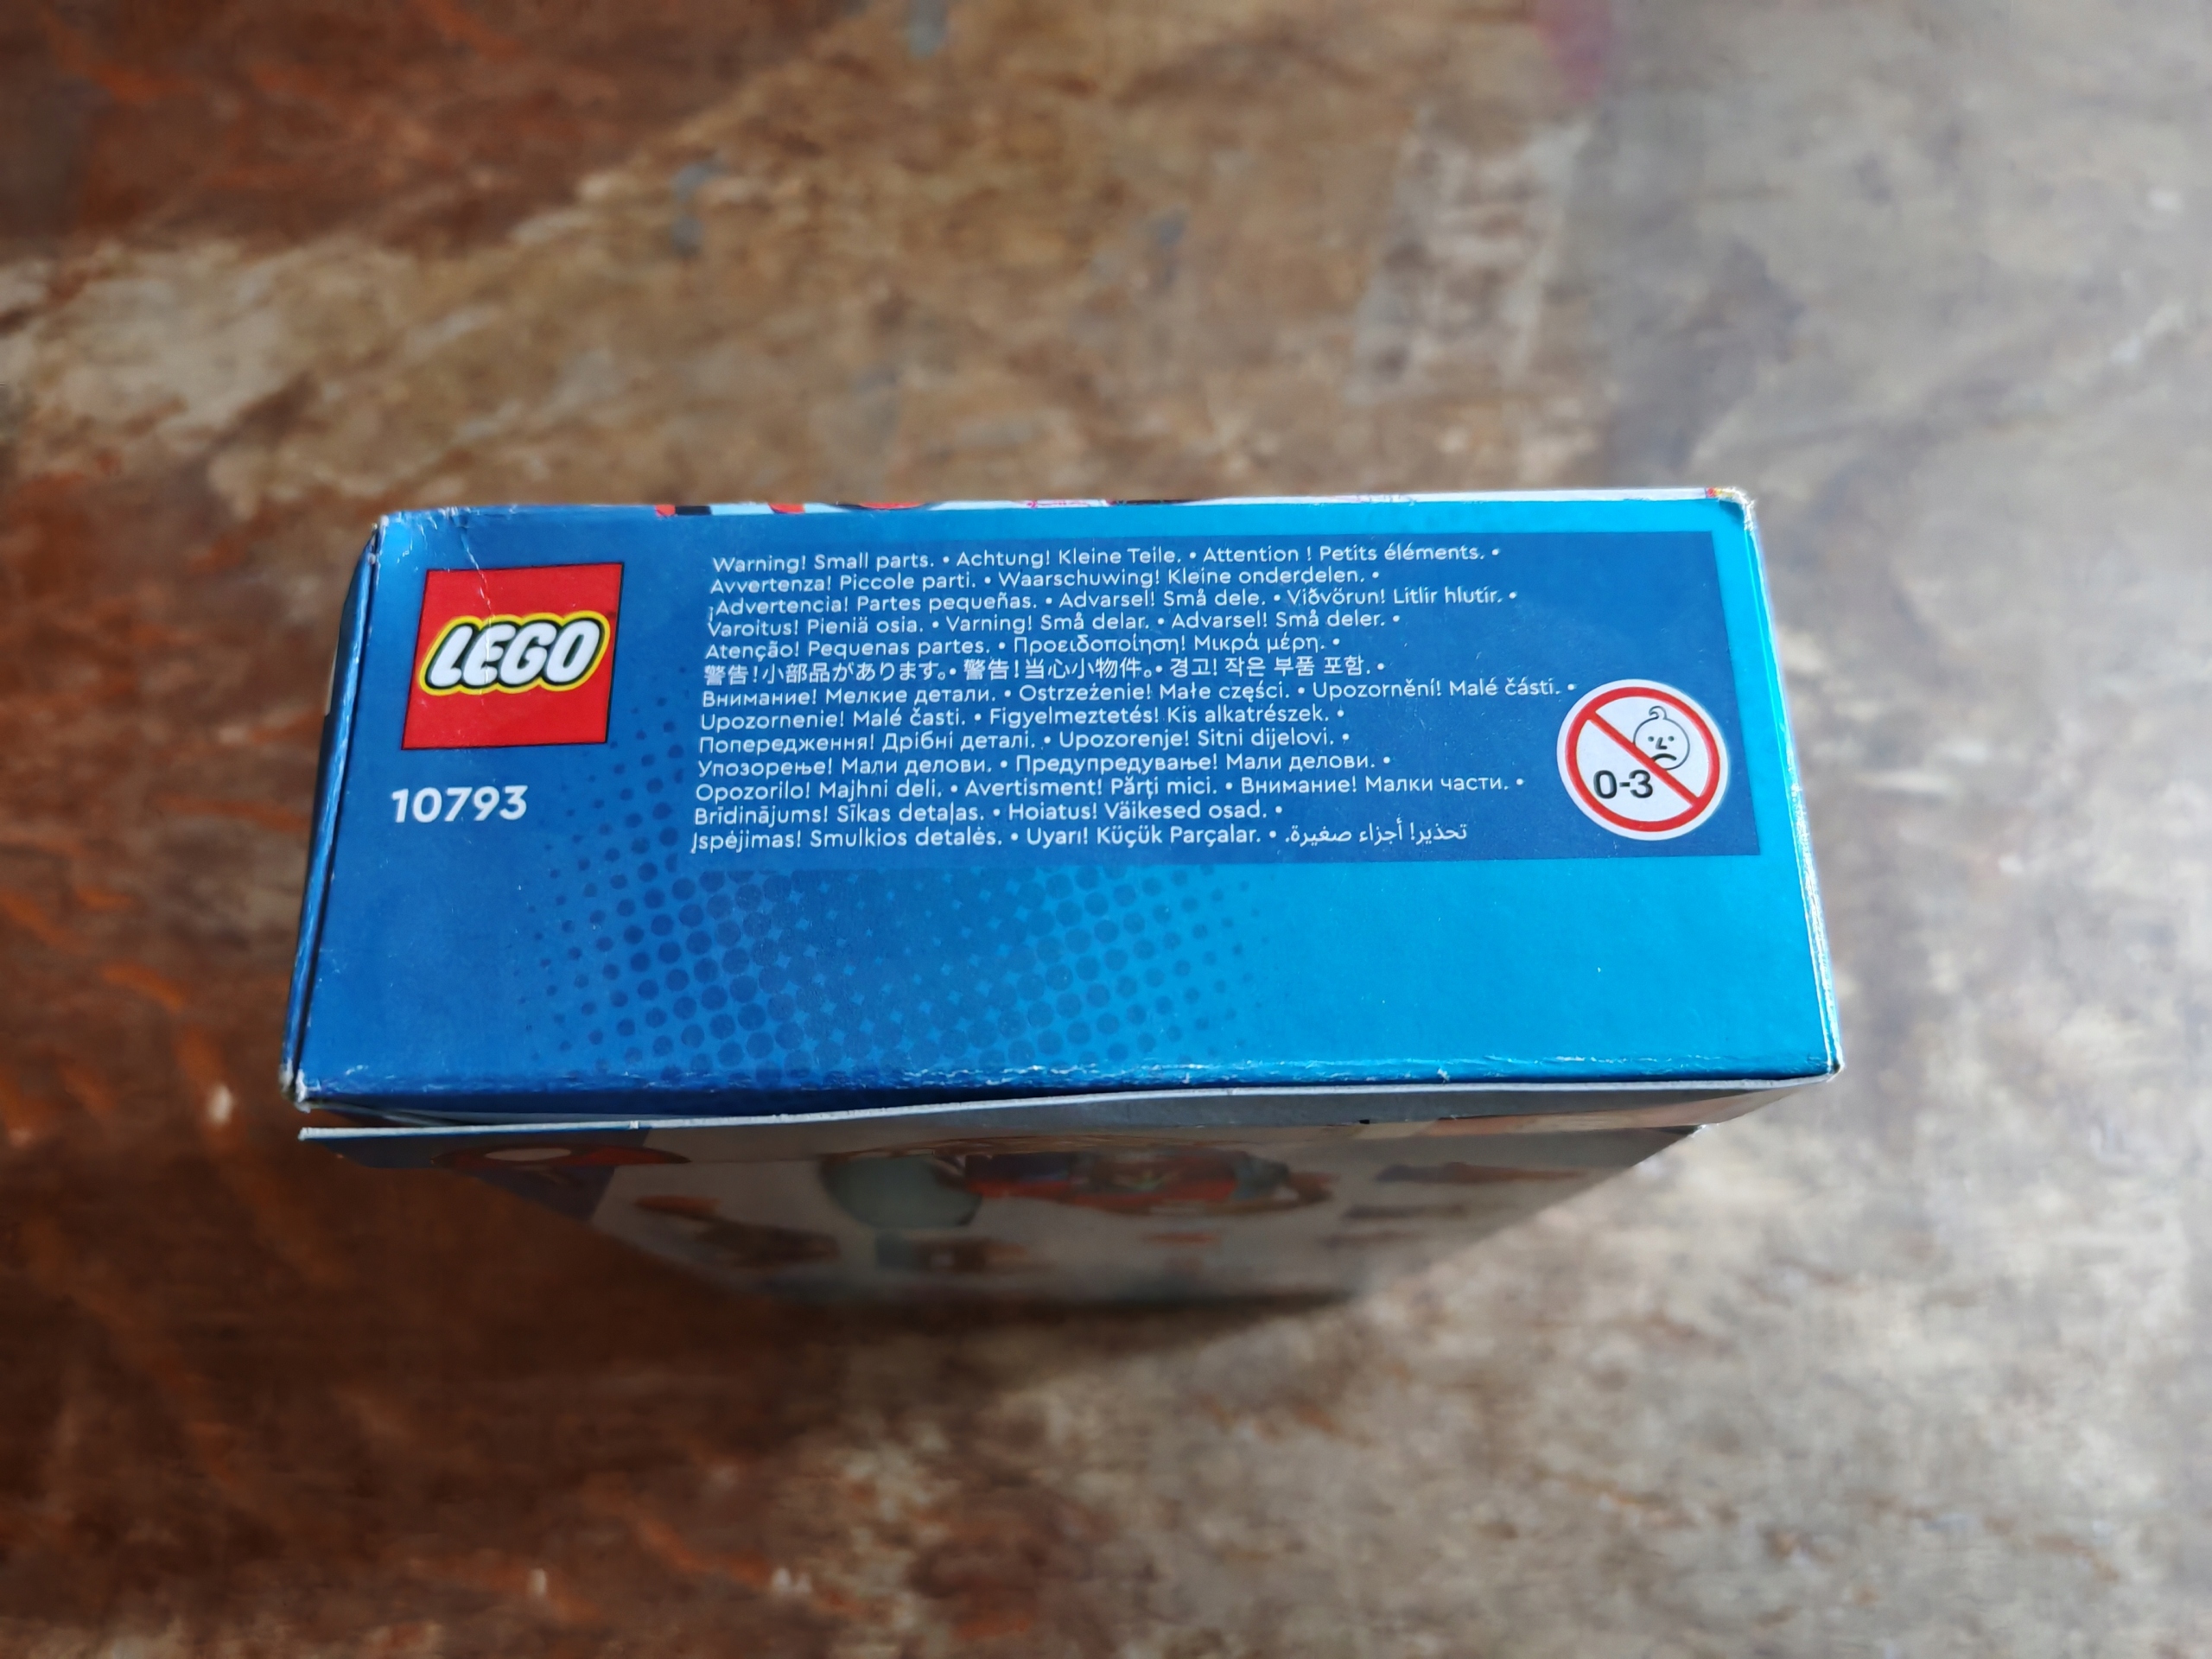 LEGO
10793
Warning! Small parts. • Achtung! Kleine Teile. • Attention ! Petits éléments. •
Avvertenza! Piccole parti. • Waarschuwing! Kleine onderdelen. •
¡Advertencia! Partes pequeñas. • Advarsel! Små dele. • Viðvörun! Litlir hlutir. •
Varoitus! Pieniä osia. • Varning! Små delar. • Advarsel! Små deler. •
Atenção! Pequenas partes. • Προειδοποίηση! Μικρά μέρη. •
警告!小部品があります。• 警告!当心小物件。• 경고! 작은 부품 포함. •
Внимание! Мелкие детали. • Ostrzeżenie! Małe części. • Upozornění! Malé části. •
Upozornenie! Malé časti. • Figyelmeztetés! Kis alkatrészek. •
Попередження! Дрібні деталі. • Upozorenje! Sitni dijelovi. •
Упозорење! Мали делови. • Предупредување! Мали делови. •
Opozorilo! Majhni deli. • Avertisment! Părți mici. • Внимание! Малки части. •
Brīdinājums! Sīkas detaļas. • Hoiatus! Väikesed osad. •
Įspėjimas! Smulkios detalės. • Uyarı! Küçük Parçalar. • تحذير! أجزاء صغيرة.
0-3